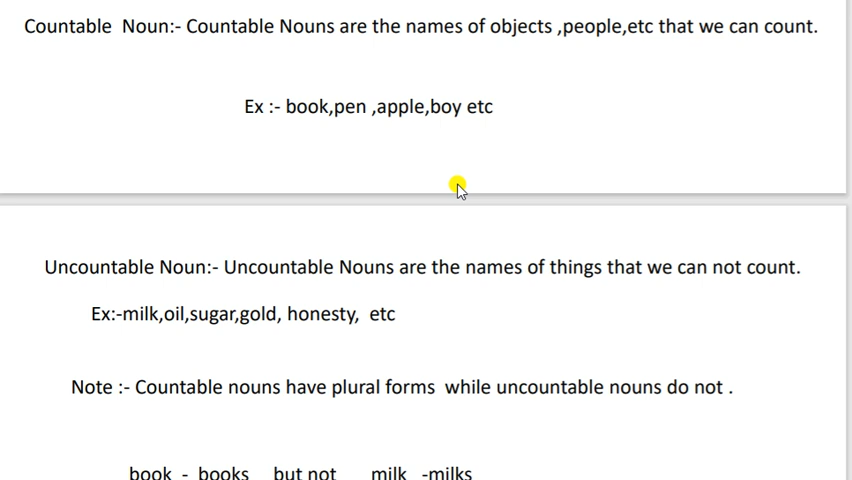 Countable Noun:- Countable Nouns are the names of objects ,people,etc that we can count.
Ex :- book,pen ,apple,boy etc
Uncountable Noun:- Uncountable Nouns are the names of things that we can not count.
Ex:-milk,oil,sugar,gold, honesty, etc
Note :- Countable nouns have plural forms while uncountable nouns do not .
book - books but not milk -milks